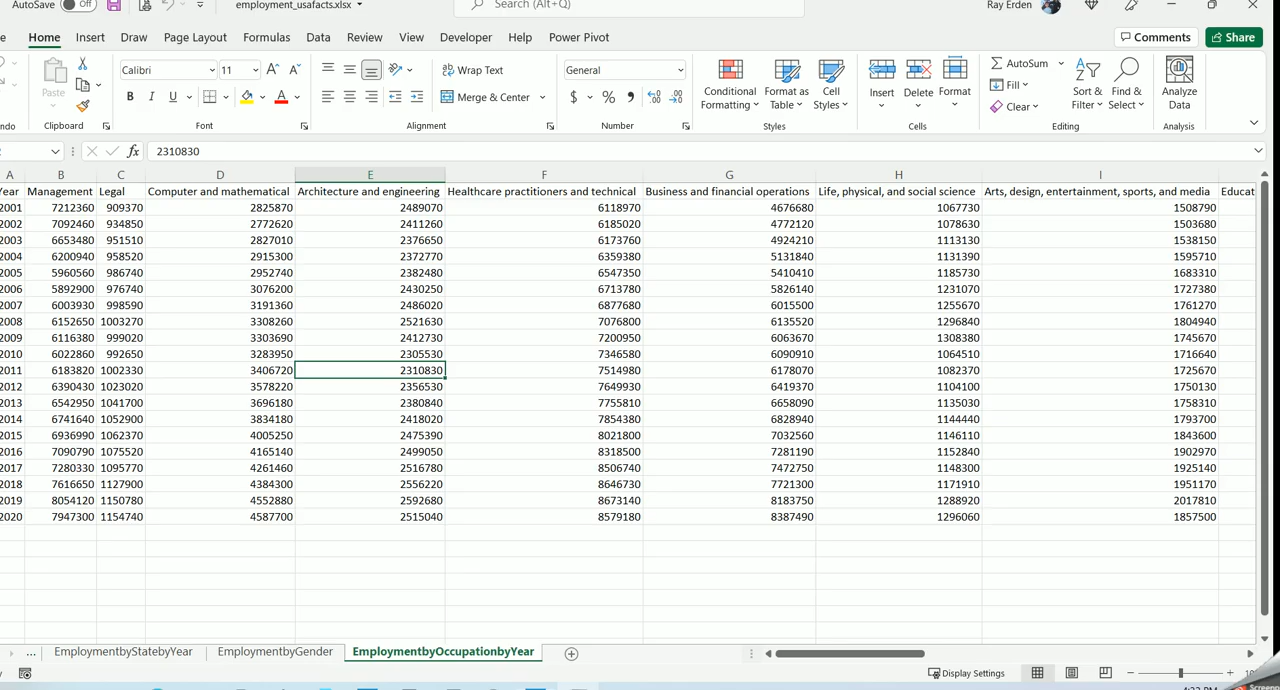 AutoSave Off employment_usafacts.xlsx Search (Alt+Q) Ray Erden
Home Insert Draw Page Layout Formulas Data Review View Developer Help Power Pivot Comments Share
Calibri 11 Wrap Text General AutoSum
Paste Merge & Center Conditional Formatting Format as Table Cell Styles Insert Delete Format Fill Clear Sort & Filter Find & Select Analyze Data
Clipboard Font Alignment Number Styles Cells Editing Analysis
fx 2310830
A B C D E F G H I
Management Legal Computer and mathematical Architecture and engineering Healthcare practitioners and technical Business and financial operations Life, physical, and social science Arts, design, entertainment, sports, and media
2001 7212360 909370 2825870 2489070 6118970 4676680 1067730 1508790
2002 7092460 934850 2772620 2411260 6185020 4772120 1078630 1503680
2003 6653480 951510 2827010 2376650 6173760 4924210 1113130 1538150
2004 6200940 958520 2915300 2372770 6359380 5131840 1131390 1595710
2005 5960560 986740 2952740 2382480 6547350 5410410 1185730 1683310
2006 5892900 976740 3076200 2430250 6713780 5826140 1231070 1727380
2007 6003930 998590 3191360 2486020 6877680 6015500 1255670 1761270
2008 6152650 1003270 3308260 2521630 7076800 6135520 1296840 1804940
2009 6116380 999020 3303690 2412730 7200950 6063670 1308380 1745670
2010 6022860 992650 3283950 2305530 7346580 6090910 1064510 1716640
2011 6183820 1002330 3406720 2310830 7514980 6178070 1082370 1725670
2012 6390430 1023020 3578220 2356530 7649930 6419370 1104100 1750130
2013 6542950 1041700 3696180 2380840 7755810 6658090 1135030 1758310
2014 6741640 1052900 3834180 2418020 7854380 6828940 1144440 1793700
2015 6936990 1062370 4005250 2475390 8021800 7032560 1146110 1843600
2016 7090790 1075520 4165140 2499050 8318500 7281190 1152840 1902970
2017 7280330 1095770 4261460 2516780 8506740 7472750 1148300 1925140
2018 7616650 1127900 4384300 2556220 8646730 7721300 1171910 1951170
2019 8054120 1150780 4552880 2592680 8673140 8183750 1288920 2017810
2020 7947300 1154740 4587700 2515040 8579180 8387490 1296060 1857500
... EmploymentbyStatebyYear EmploymentbyGender EmploymentbyOccupationbyYear
Display Settings